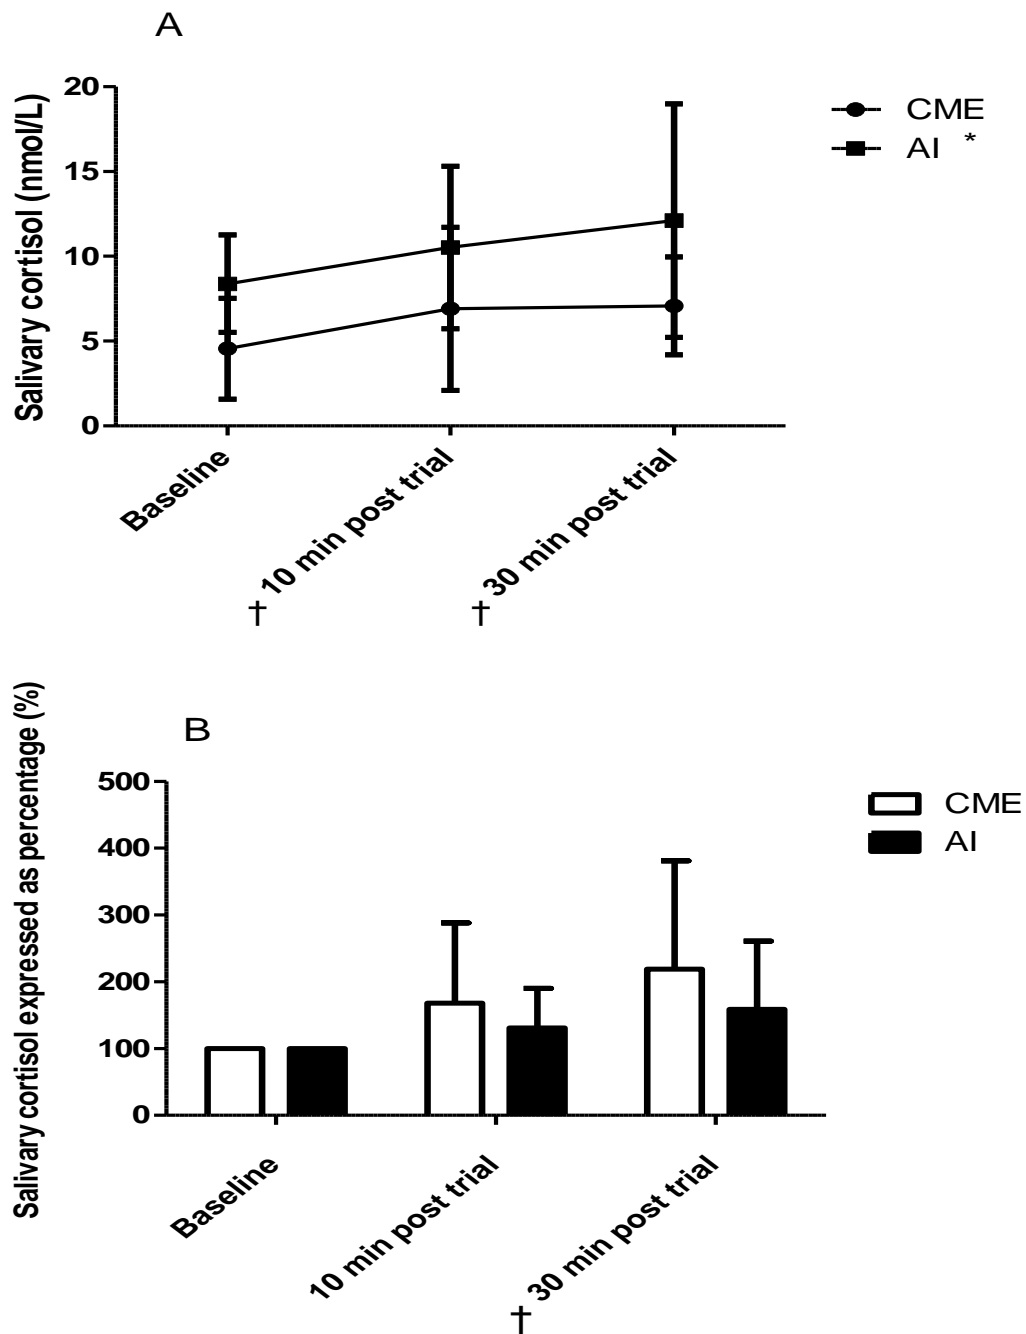 A
Salivary cortisol (nmol/L)
20
15
10
5
0
CME
AI *
Baseline
† 10 min post trial
† 30 min post trial
B
Salivary cortisol expressed as percentage (%)
500
400
300
200
100
0
CME
AI
Baseline
10 min post trial
† 30 min post trial